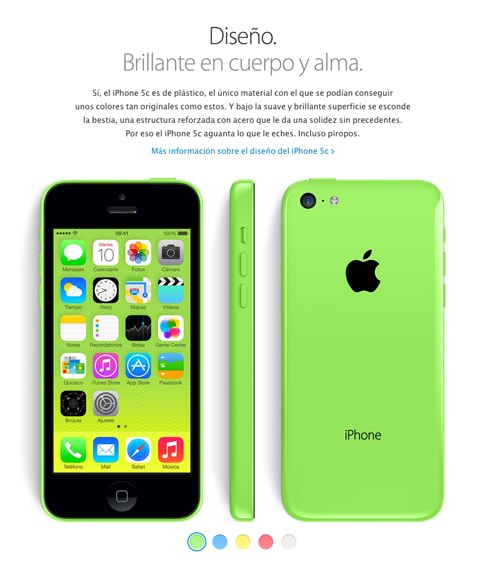 Diseño.
Brillante en cuerpo y alma.
Sí, el iPhone 5c es de plástico, el único material con el que se podían conseguir
unos colores tan originales como estos. Y bajo la suave y brillante superficie se esconde
la bestia, una estructura reforzada con acero que le da una solidez sin precedentes.
Por eso el iPhone 5c aguanta lo que le eches. Incluso piropos.
Más información sobre el diseño del iPhone 5c ›
09:41 100%
Martes
10
Mensajes Calendario Fotos Cámara
Tiempo Reloj Mapas Vídeos
Notas Recordatorios Bolsa Game Center
Quiosco iTunes Store App Store Passbook
Brújula Ajustes
Teléfono Mail Safari Música
iPhone